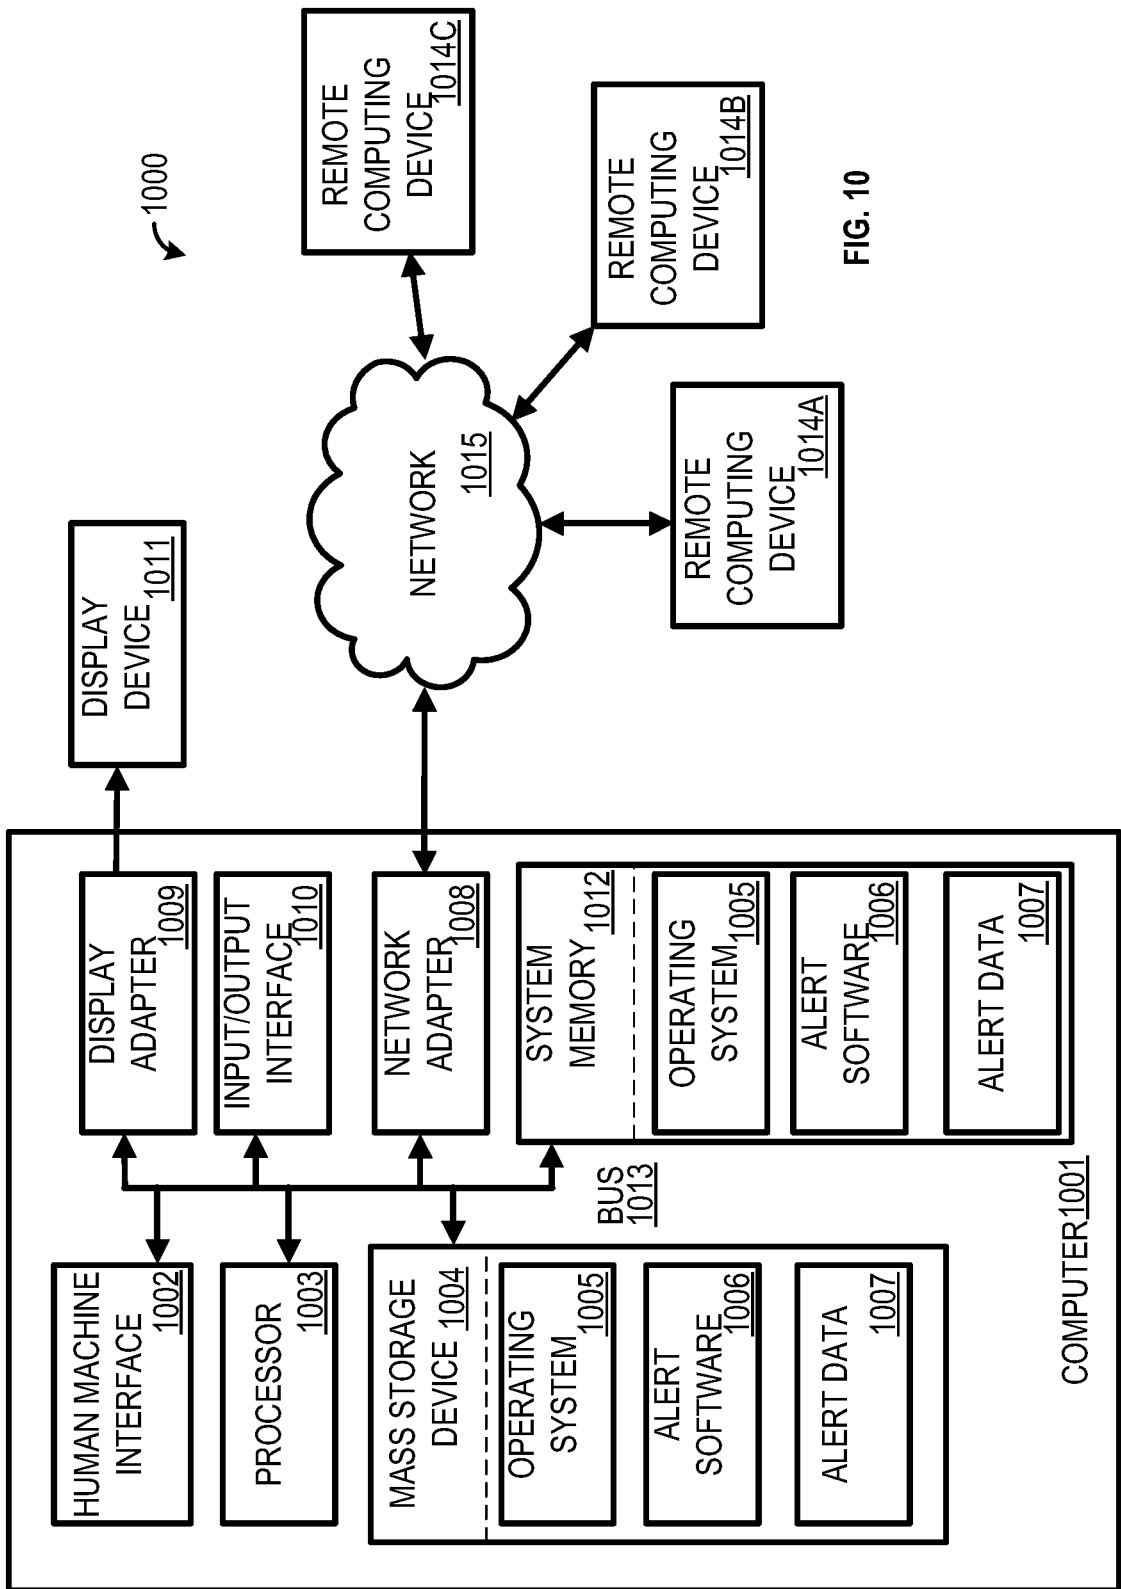 1000
HUMAN MACHINE
INTERFACE
1002
PROCESSOR
1003
MASS STORAGE
DEVICE 1004
OPERATING
SYSTEM
1005
ALERT
SOFTWARE
1006
ALERT DATA
1007
DISPLAY
ADAPTER
1009
INPUT/OUTPUT
INTERFACE
1010
NETWORK
ADAPTER
1008
SYSTEM
MEMORY
1012
OPERATING
SYSTEM
1005
ALERT
SOFTWARE
1006
ALERT DATA
1007
BUS
1013
COMPUTER 1001
DISPLAY
DEVICE
1011
NETWORK
1015
REMOTE
COMPUTING
DEVICE
1014C
REMOTE
COMPUTING
DEVICE
1014B
REMOTE
COMPUTING
DEVICE
1014A
FIG. 10